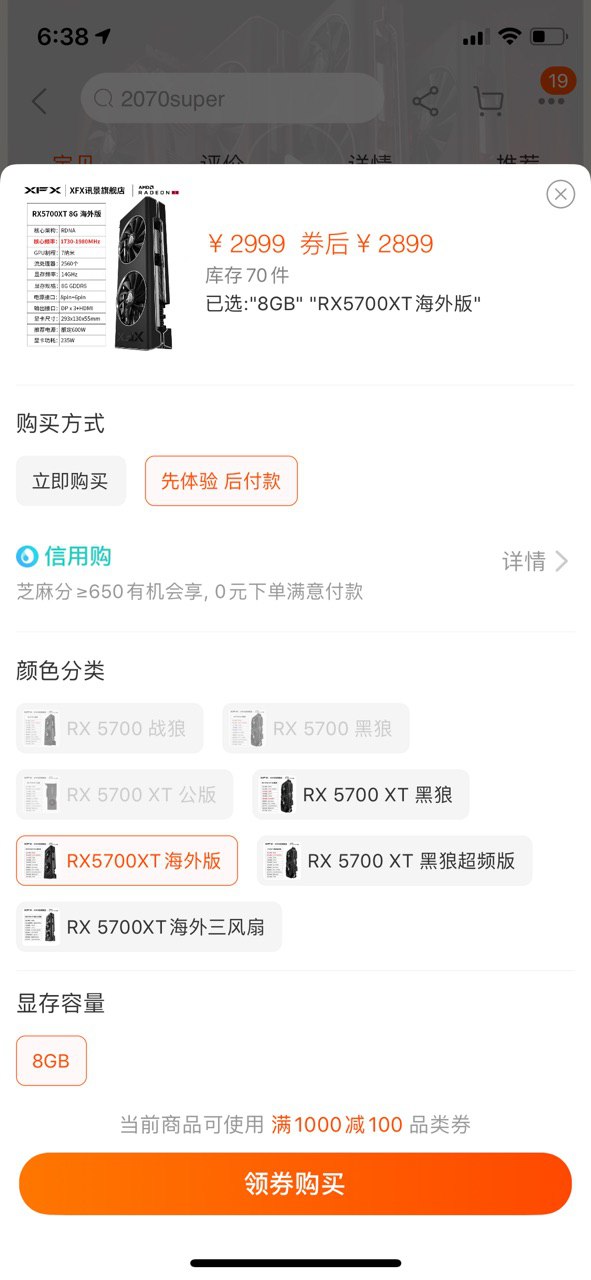 6:38
2070super
19
宝贝 评价 详情 推荐
XFX XFX讯景旗舰店 AMD RADEON
RX5700XT 8G 海外版
核心架构: RDNA
核心频率: 1730-1980MHz
GPU制程: 7纳米
流处理器: 2560个
显存频率: 14GHz
显存规格: 8G GDDR6
电源接口: 8pin+6pin
输出接口: DP x 3+HDMI
显卡尺寸: 293x130x55mm
推荐电源: 额定600W
显卡功耗: 235W
¥ 2999 券后 ¥ 2899
库存70件
已选:"8GB" "RX5700XT海外版"
购买方式
立即购买
先体验 后付款
信用购
详情
芝麻分≥650有机会享, 0元下单满意付款
颜色分类
RX 5700 战狼
RX 5700 黑狼
RX 5700 XT 公版
RX 5700 XT 黑狼
RX5700XT海外版
RX 5700 XT 黑狼超频版
RX 5700XT海外三风扇
显存容量
8GB
当前商品可使用 满1000减100 品类券
领券购买